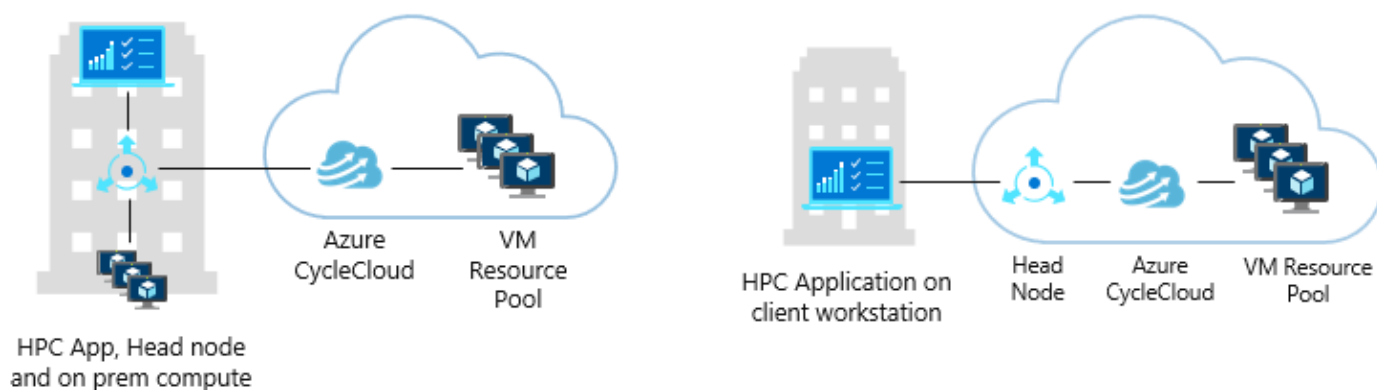 Azure
CycleCloud
VM
Resource
Pool
HPC App, Head node
and on prem compute
HPC Application on
client workstation
Head
Node
Azure
CycleCloud
VM Resource
Pool